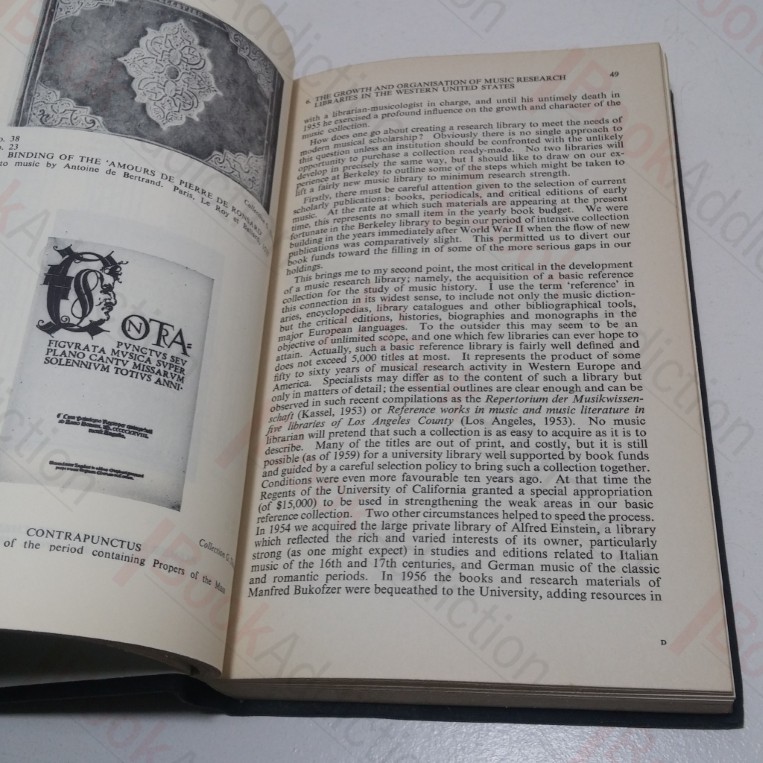 o. 38
o. 23
BINDING OF THE 'AMOURS DE PIERRE DE RONSARD'
music by Antoine de Bertrand. Paris, Le Roy et Ballard,
CONTRAPUNCTUS SEU
FIGURATA MUSICA SUPER
PLANO CANTU MISSARUM
SOLENNIUM TOTIUS ANNI-
CONTRAPUNCTUS
Collection
of the period containing Propers of the Mass
6. THE GROWTH AND ORGANISATION OF MUSIC RESEARCH
LIBRARIES IN THE WESTERN UNITED STATES
49
with a librarian-musicologist in charge, and until his untimely death in
1955 he exercised a profound influence on the growth and character of the
music collection.
How does one go about creating a research library to meet the needs of
modern musical scholarship? Obviously there is no single approach to
this question unless an institution should be confronted with the unlikely
opportunity to purchase a collection ready-made. No two libraries will
develop in precisely the same way, but I should like to draw on our ex-
perience at Berkeley to outline some of the steps which might be taken to
lift a fairly new music library to minimum research strength.
Firstly, there must be careful attention given to the selection of current
scholarly publications: books, periodicals, and critical editions of early
music. At the rate at which such materials are appearing at the present
time, this represents no small item in the yearly book budget. We were
fortunate in the Berkeley library to begin our period of intensive collection
building in the years immediately after World War II when the flow of new
publications was comparatively slight. This permitted us to divert our
book funds toward the filling in of some of the more serious gaps in our
holdings.
This brings me to my second point, the most critical in the development
of a music research library; namely, the acquisition of a basic reference
collection for the study of music history. I use the term 'reference' in
this connection in its widest sense, to include not only the music diction-
aries, encyclopedias, library catalogues and other bibliographical tools,
but the critical editions, histories, biographies and monographs in the
major European languages. To the outsider this may seem to be an
objective of unlimited scope, and one which few libraries can ever hope to
attain. Actually, such a basic reference library is fairly well defined and
does not exceed 5,000 titles at most. It represents the product of some
fifty to sixty years of musical research activity in Western Europe and
America. Specialists may differ as to the content of such a library but
only in matters of detail; the essential outlines are clear enough and can be
observed in such recent compilations as the Repertorium der Musikwissen-
schaft (Kassel, 1953) or Reference works in music and music literature in
five libraries of Los Angeles County (Los Angeles, 1953). No music
librarian will pretend that such a collection is as easy to acquire as it is to
describe. Many of the titles are out of print, and costly, but it is still
possible (as of 1959) for a university library well supported by book funds
and guided by a careful selection policy to bring such a collection together.
Conditions were even more favourable ten years ago. At that time the
Regents of the University of California granted a special appropriation
(of $15,000) to be used in strengthening the weak areas in our basic
reference collection. Two other circumstances helped to speed the process.
In 1954 we acquired the large private library of Alfred Einstein, a library
which reflected the rich and varied interests of its owner, particularly
strong (as one might expect) in studies and editions related to Italian
music of the 16th and 17th centuries, and German music of the classic
and romantic periods. In 1956 the books and research materials of
Manfred Bukofzer were bequeathed to the University, adding resources in
D
BookAddiction